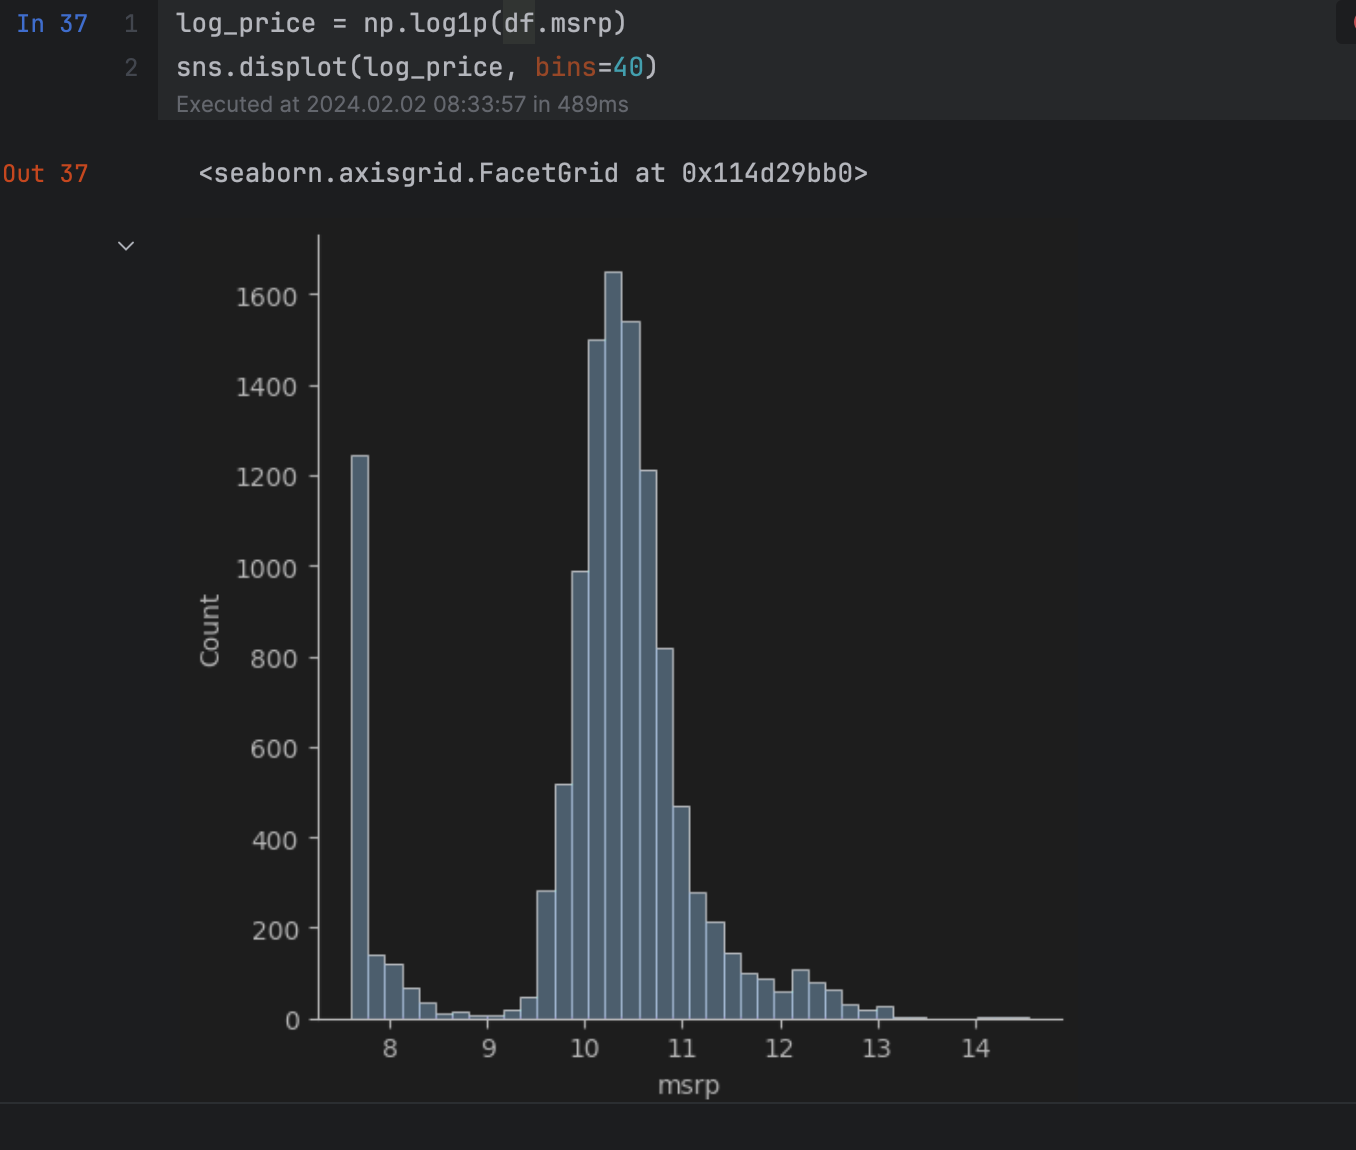 In 37 1 log_price = np.log1p(df.msrp)
2 sns.displot(log_price, bins=40)
Executed at 2024.02.02 08:33:57 in 489ms
Out 37 <seaborn.axisgrid.FacetGrid at 0x114d29bb0>
1600
1400
1200
1000
800
600
400
200
0
Count
8 9 10 11 12 13 14
msrp